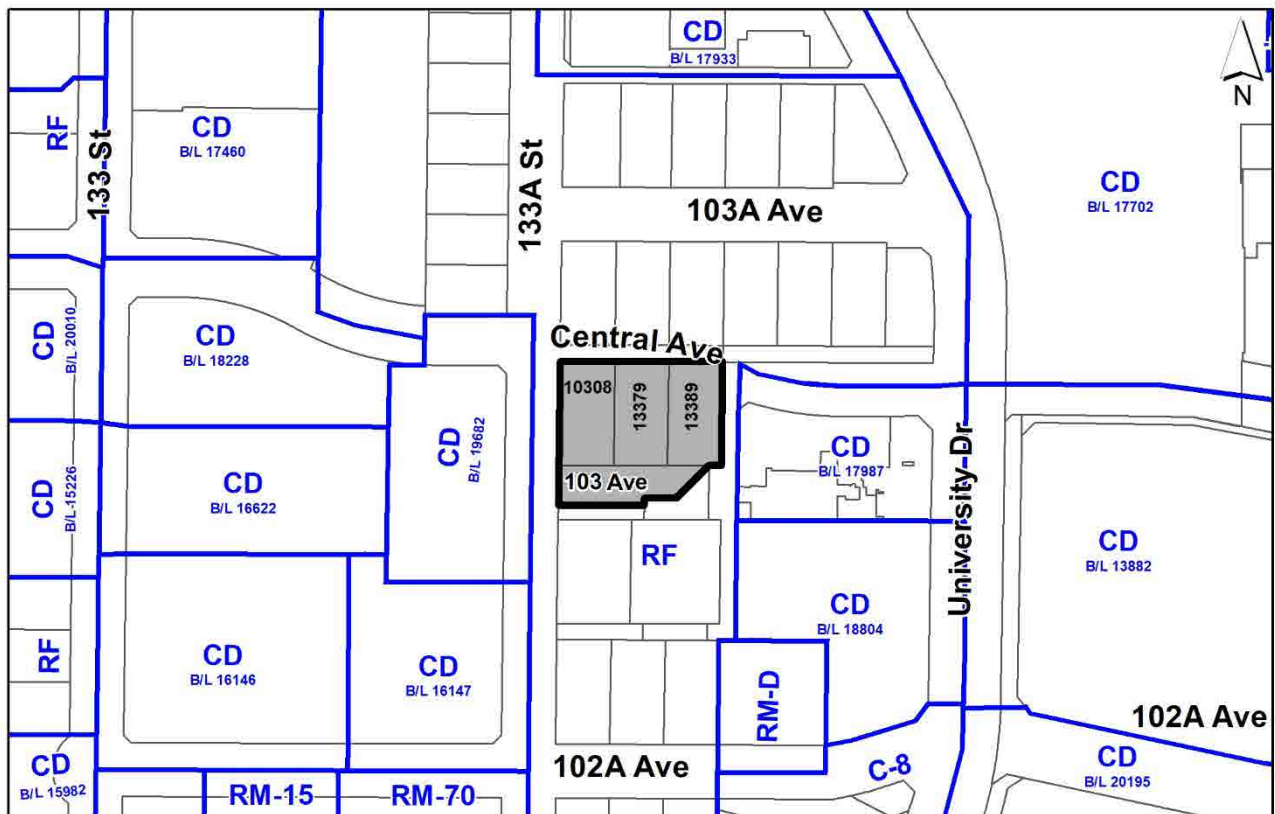 CD
B/L 17933
N
RF
133 St
CD
B/L 17460
133A St
103A Ave
CD
B/L 17702
CD
B/L 20010
CD
B/L 18228
Central Ave
CD
B/L 19682
10308
13379
13389
103 Ave
CD
B/L 17987
University Dr
CD
B/L-15226
CD
B/L 16622
RF
CD
B/L 13882
CD
B/L 18804
RF
CD
B/L 16146
CD
B/L 16147
RM-D
102A Ave
CD
B/L 15982
RM-15
RM-70
102A Ave
C-8
CD
B/L 20195